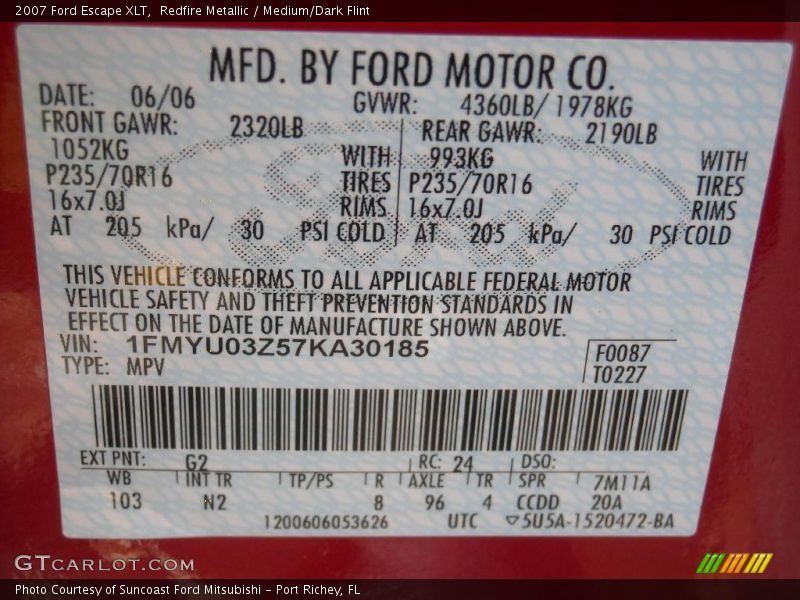 2007 Ford Escape XLT, Redfire Metallic / Medium/Dark Flint
MFD. BY FORD MOTOR CO.
DATE: 06/06 GVWR: 4360LB/ 1978KG
FRONT GAWR: 2320LB REAR GAWR: 2190LB
1052KG WITH 993KG WITH
P235/70R16 TIRES P235/70R16 TIRES
16x7.0J RIMS 16x7.0J RIMS
AT 205 kPa/ 30 PSI COLD AT 205 kPa/ 30 PSI COLD
THIS VEHICLE CONFORMS TO ALL APPLICABLE FEDERAL MOTOR
VEHICLE SAFETY AND THEFT PREVENTION STANDARDS IN
EFFECT ON THE DATE OF MANUFACTURE SHOWN ABOVE.
VIN: 1FMYU03Z57KA30185 F0087
TYPE: MPV T0227
EXT PNT: G2 RC: 24 DSO:
WB INT TR TP/PS R AXLE TR SPR 7M11A
103 N2 8 96 4 CCDD 20A
1200606053626 UTC ▽5U5A-1520472-BA
GTCARLOT.COM
Photo Courtesy of Suncoast Ford Mitsubishi - Port Richey, FL